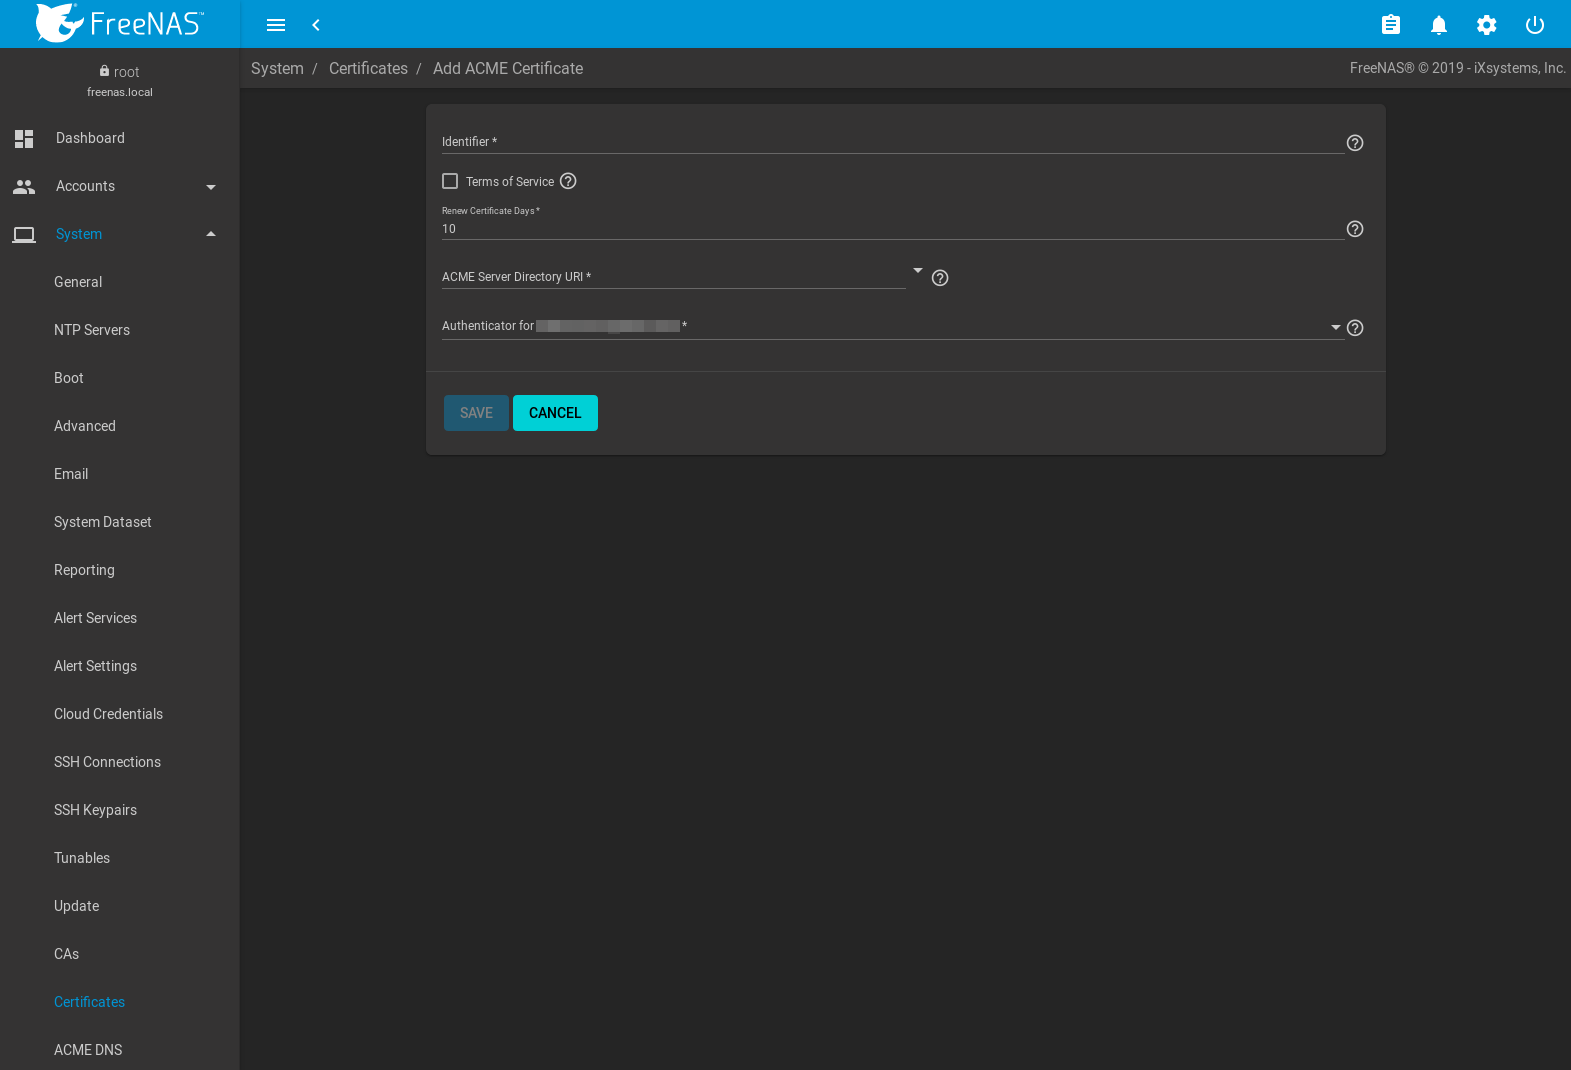 FreeNAS™
root
freenas.local
Dashboard
Accounts
System
General
NTP Servers
Boot
Advanced
Email
System Dataset
Reporting
Alert Services
Alert Settings
Cloud Credentials
SSH Connections
SSH Keypairs
Tunables
Update
CAs
Certificates
ACME DNS
System / Certificates / Add ACME Certificate
FreeNAS® © 2019 - iXsystems, Inc.
Identifier *
Terms of Service
Renew Certificate Days *
10
ACME Server Directory URI *
Authenticator for *
SAVE CANCEL